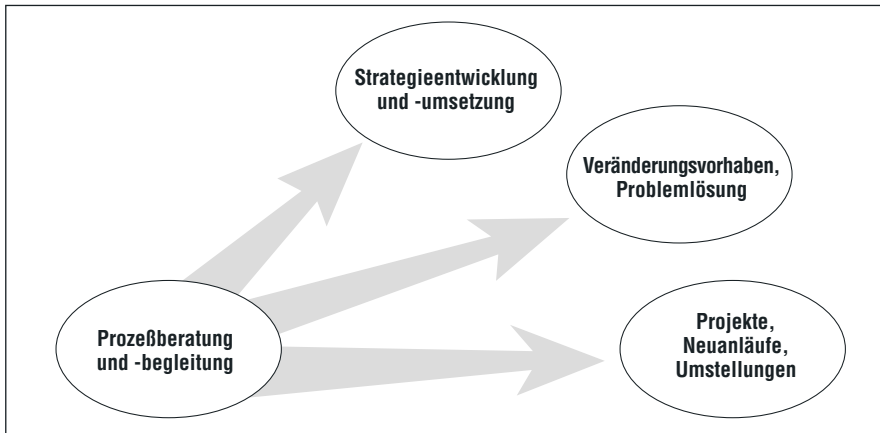 Strategieentwicklung
und -umsetzung
Veränderungsvorhaben,
Problemlösung
Prozeßberatung
und -begleitung
Projekte,
Neuanläufe,
Umstellungen